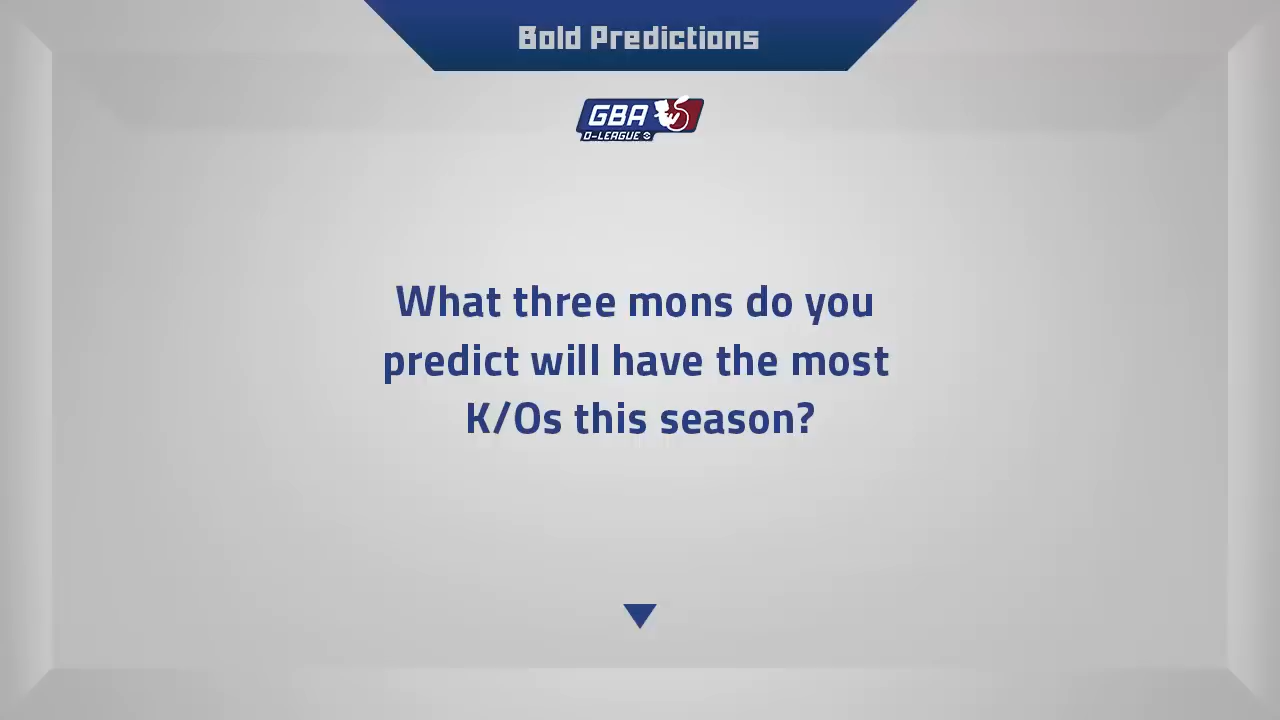 Bold Predictions
GBA
D-LEAGUE
What three mons do you
predict will have the most
K/Os this season?